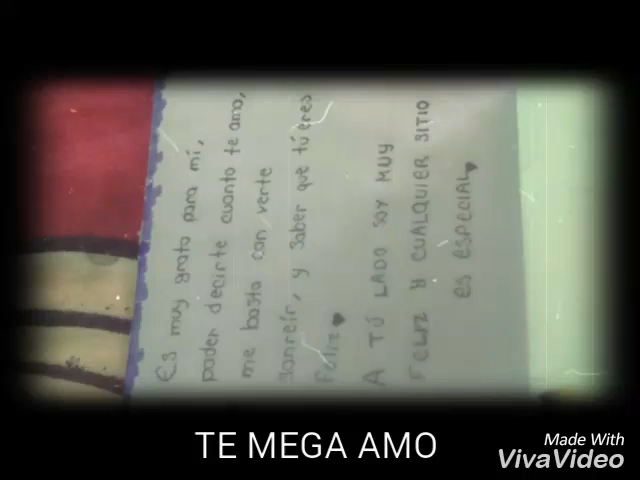 Es muy grato para mí,
poder decirte cuanto te amo,
me basta con verte
sonreír, y saber que tú eres
feliz♥
A TÚ LADO SOY MUY
FELIZ Y CUALQUIER SITIO
ES ESPECIAL♥
TE MEGA AMO
Made With
VivaVideo